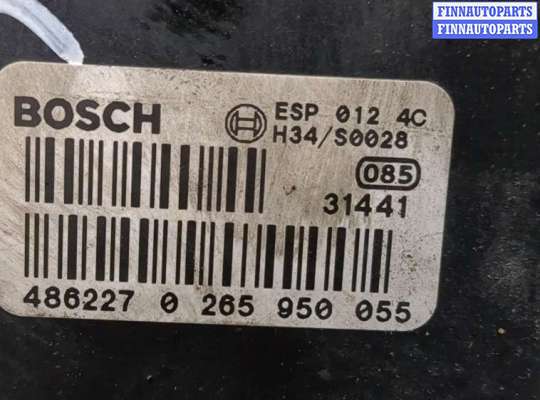 FINNAUTOPARTS
FINNAUTOPARTS
BOSCH
ESP 012 4C
H34/S0028
085
31441
486227 0 265 950 055